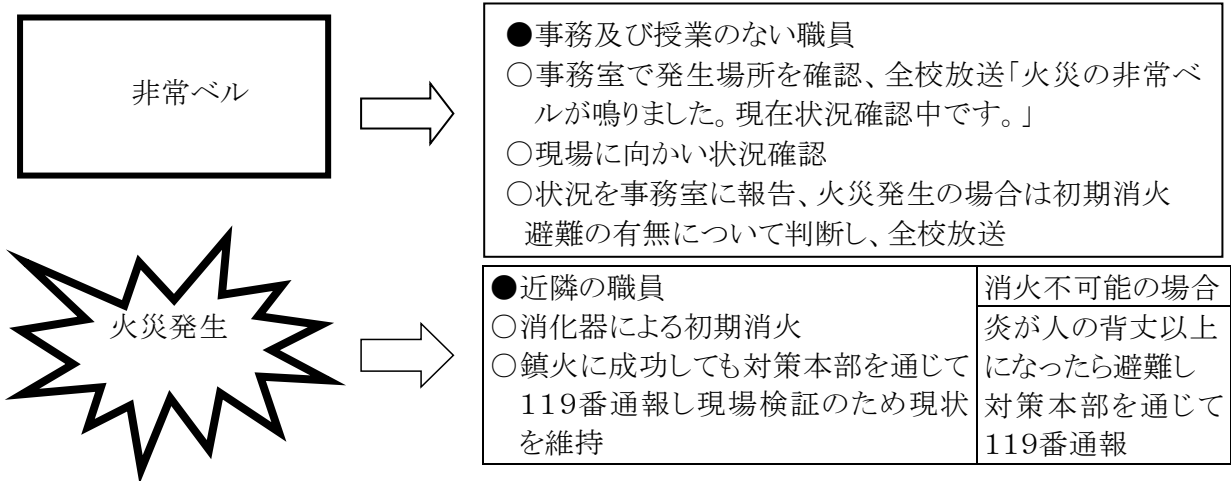 非常ベル
●事務及び授業のない職員
○事務室で発生場所を確認、全校放送「火災の非常ベ
ルが鳴りました。現在状況確認中です。」
○現場に向かい状況確認
○状況を事務室に報告、火災発生の場合は初期消火
避難の有無について判断し、全校放送
火災発生
●近隣の職員
○消化器による初期消火
○鎮火に成功しても対策本部を通じて
119番通報し現場検証のため現状
を維持
消火不可能の場合
炎が人の背丈以上
になったら避難し
対策本部を通じて
119番通報